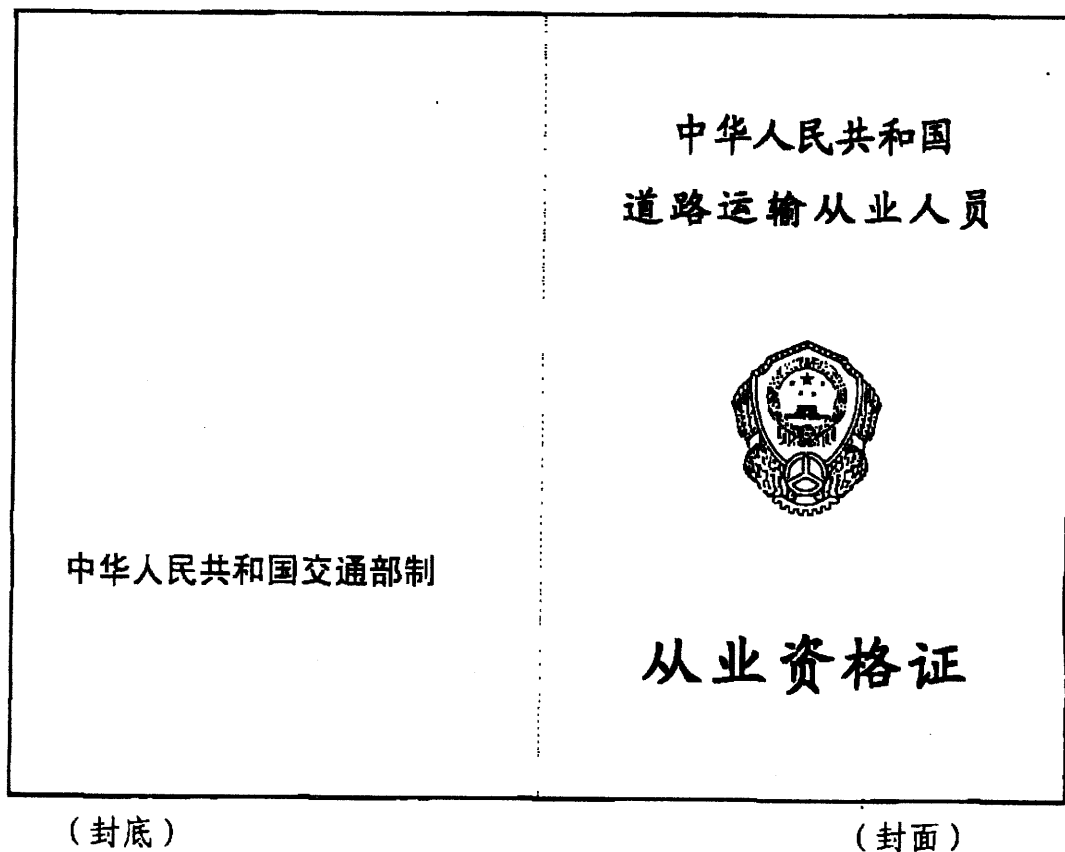 中华人民共和国
道路运输从业人员
从业资格证
中华人民共和国交通部制
（封底）
（封面）